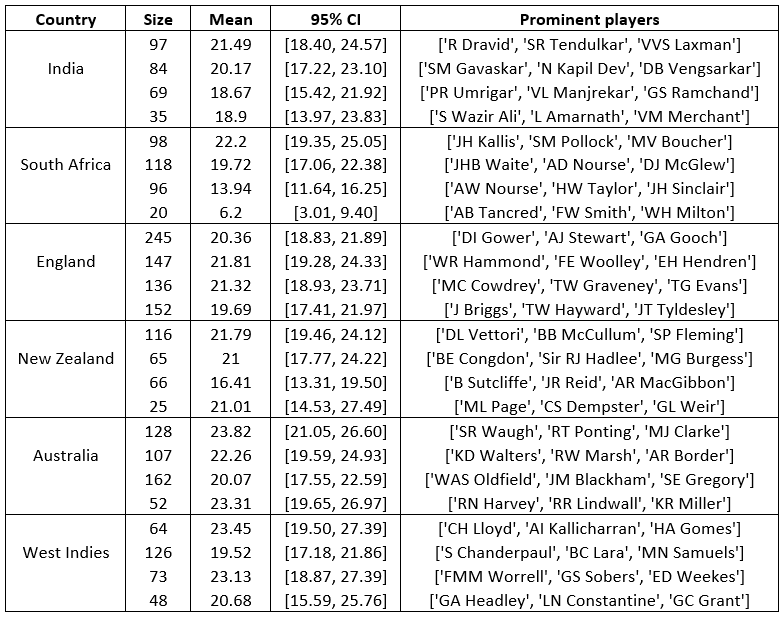 Country Size Mean 95% CI Prominent players
97 21.49 [18.40, 24.57] ['R Dravid', 'SR Tendulkar', 'VVS Laxman']
India 84 20.17 [17.22, 23.10] ['SM Gavaskar', 'N Kapil Dev', 'DB Vengsarkar']
69 18.67 [15.42, 21.92] ['PR Umrigar', 'VL Manjrekar', 'GS Ramchand']
35 18.9 [13.97, 23.83] ['S Wazir Ali', 'L Amarnath', 'VM Merchant']
98 22.2 [19.35, 25.05] ['JH Kallis', 'SM Pollock', 'MV Boucher']
South Africa 118 19.72 [17.06, 22.38] ['JHB Waite', 'AD Nourse', 'DJ McGlew']
96 13.94 [11.64, 16.25] ['AW Nourse', 'HW Taylor', 'JH Sinclair']
20 6.2 [3.01, 9.40] ['AB Tancred', 'FW Smith', 'WH Milton']
245 20.36 [18.83, 21.89] ['DI Gower', 'AJ Stewart', 'GA Gooch']
England 147 21.81 [19.28, 24.33] ['WR Hammond', 'FE Woolley', 'EH Hendren']
136 21.32 [18.93, 23.71] ['MC Cowdrey', 'TW Graveney', 'TG Evans']
152 19.69 [17.41, 21.97] ['J Briggs', 'TW Hayward', 'JT Tyldesley']
116 21.79 [19.46, 24.12] ['DL Vettori', 'BB McCullum', 'SP Fleming']
New Zealand 65 21 [17.77, 24.22] ['BE Congdon', 'Sir RJ Hadlee', 'MG Burgess']
66 16.41 [13.31, 19.50] ['B Sutcliffe', 'JR Reid', 'AR MacGibbon']
25 21.01 [14.53, 27.49] ['ML Page', 'CS Dempster', 'GL Weir']
128 23.82 [21.05, 26.60] ['SR Waugh', 'RT Ponting', 'MJ Clarke']
Australia 107 22.26 [19.59, 24.93] ['KD Walters', 'RW Marsh', 'AR Border']
162 20.07 [17.55, 22.59] ['WAS Oldfield', 'JM Blackham', 'SE Gregory']
52 23.31 [19.65, 26.97] ['RN Harvey', 'RR Lindwall', 'KR Miller']
64 23.45 [19.50, 27.39] ['CH Lloyd', 'AI Kallicharran', 'HA Gomes']
West Indies 126 19.52 [17.18, 21.86] ['S Chanderpaul', 'BC Lara', 'MN Samuels']
73 23.13 [18.87, 27.39] ['FMM Worrell', 'GS Sobers', 'ED Weekes']
48 20.68 [15.59, 25.76] ['GA Headley', 'LN Constantine', 'GC Grant']